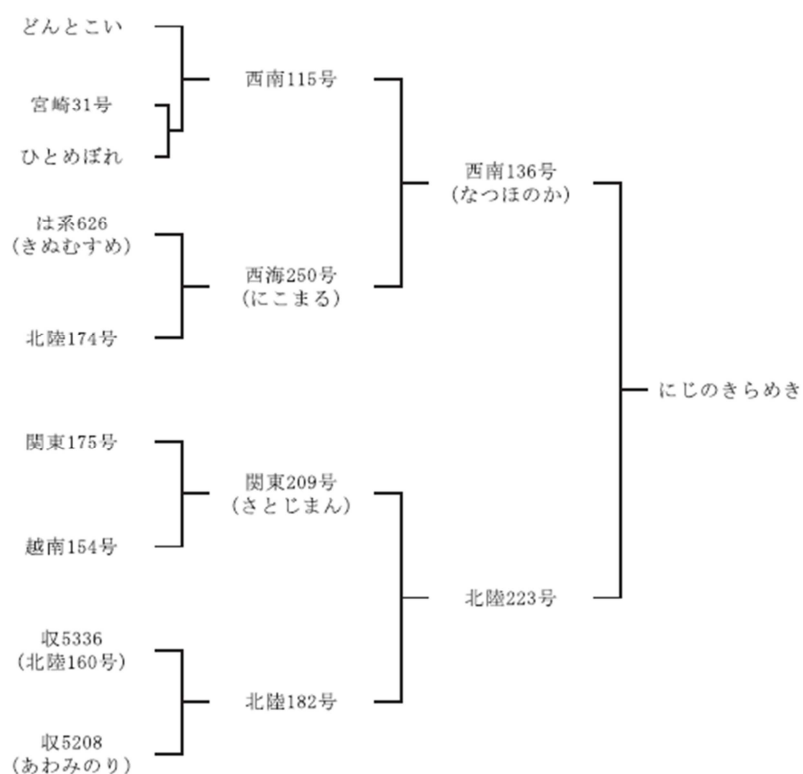 どんとこい
宮崎31号
ひとめぼれ
は系626
(きぬむすめ)
北陸174号
関東175号
越南154号
収5336
(北陸160号)
収5208
(あわみのり)
西南115号
西海250号
(にこまる)
関東209号
(さとじまん)
北陸182号
西南136号
(なつほのか)
北陸223号
にじのきらめき